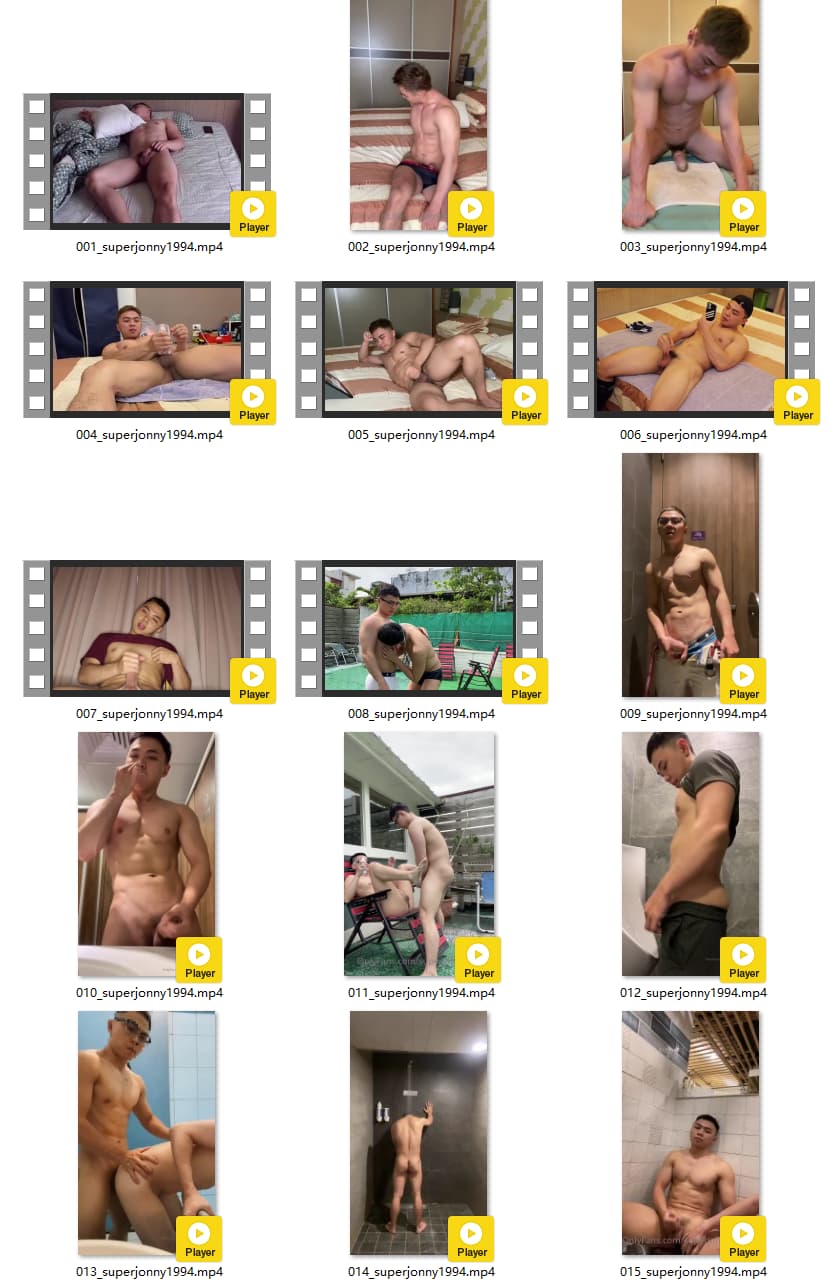 Player
001_superjonny1994.mp4
Player
002_superjonny1994.mp4
Player
003_superjonny1994.mp4
Player
004_superjonny1994.mp4
Player
005_superjonny1994.mp4
Player
006_superjonny1994.mp4
Player
007_superjonny1994.mp4
Player
008_superjonny1994.mp4
Player
009_superjonny1994.mp4
Player
010_superjonny1994.mp4
Player
011_superjonny1994.mp4
Player
012_superjonny1994.mp4
Player
013_superjonny1994.mp4
Player
014_superjonny1994.mp4
Player
015_superjonny1994.mp4